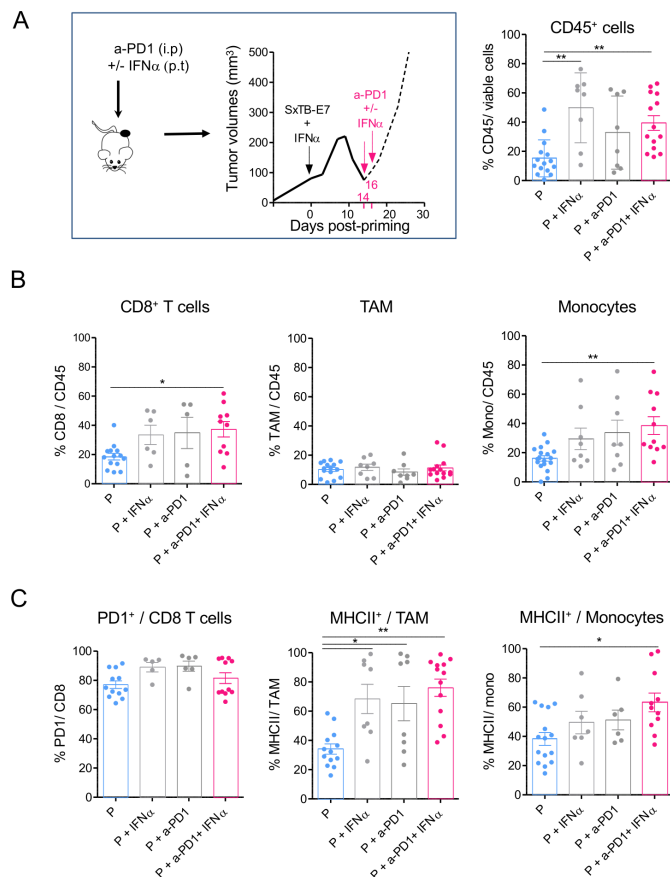 A
a-PD1 (i.p)
+/- IFNα (p.t)
Tumor volumes (mm³)
500
400
300
200
100
0
SxTB-E7
+
IFNα
a-PD1
+/-
IFNα
16
14
0
10
20
30
Days post-priming
CD45⁺ cells
% CD45/ viable cells
100
80
60
40
20
0
**
**
P
P + IFNα
P + a-PD1
P + a-PD1+ IFNα
B
CD8⁺ T cells
% CD8 / CD45
100
80
60
40
20
0
*
P
P + IFNα
P + a-PD1
P + a-PD1+ IFNα
TAM
% TAM / CD45
100
80
60
40
20
0
P
P + IFNα
P + a-PD1
P + a-PD1+ IFNα
Monocytes
% Mono/ CD45
100
80
60
40
20
0
**
P
P + IFNα
P + a-PD1
P + a-PD1+ IFNα
C
PD1⁺ / CD8 T cells
% PD1/ CD8
100
80
60
40
20
0
P
P + IFNα
P + a-PD1
P + a-PD1+ IFNα
MHCII⁺ / TAM
% MHCII/ TAM
100
80
60
40
20
0
**
*
P
P + IFNα
P + a-PD1
P + a-PD1+ IFNα
MHCII⁺ / Monocytes
% MHCII/ mono
100
80
60
40
20
0
*
P
P + IFNα
P + a-PD1
P + a-PD1+ IFNα